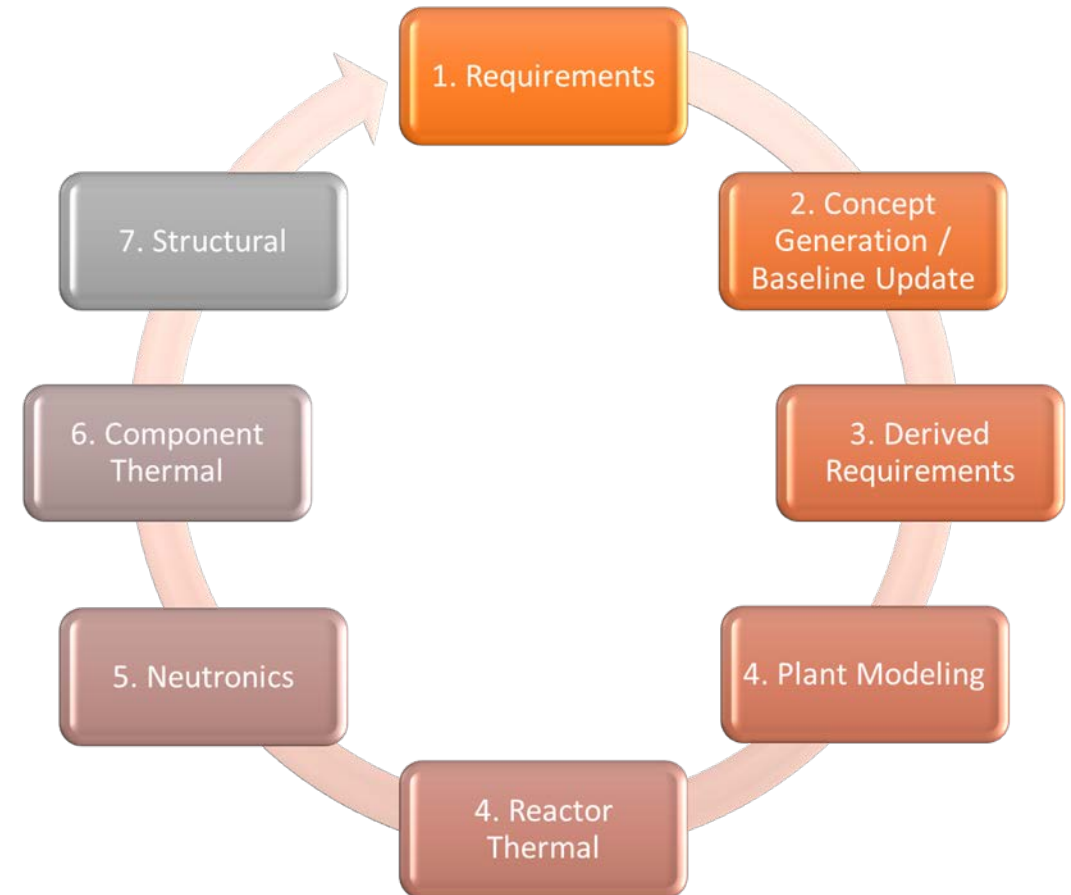 1. Requirements
2. Concept
Generation /
Baseline Update
3. Derived
Requirements
4. Plant Modeling
4. Reactor
Thermal
5. Neutronics
6. Component
Thermal
7. Structural